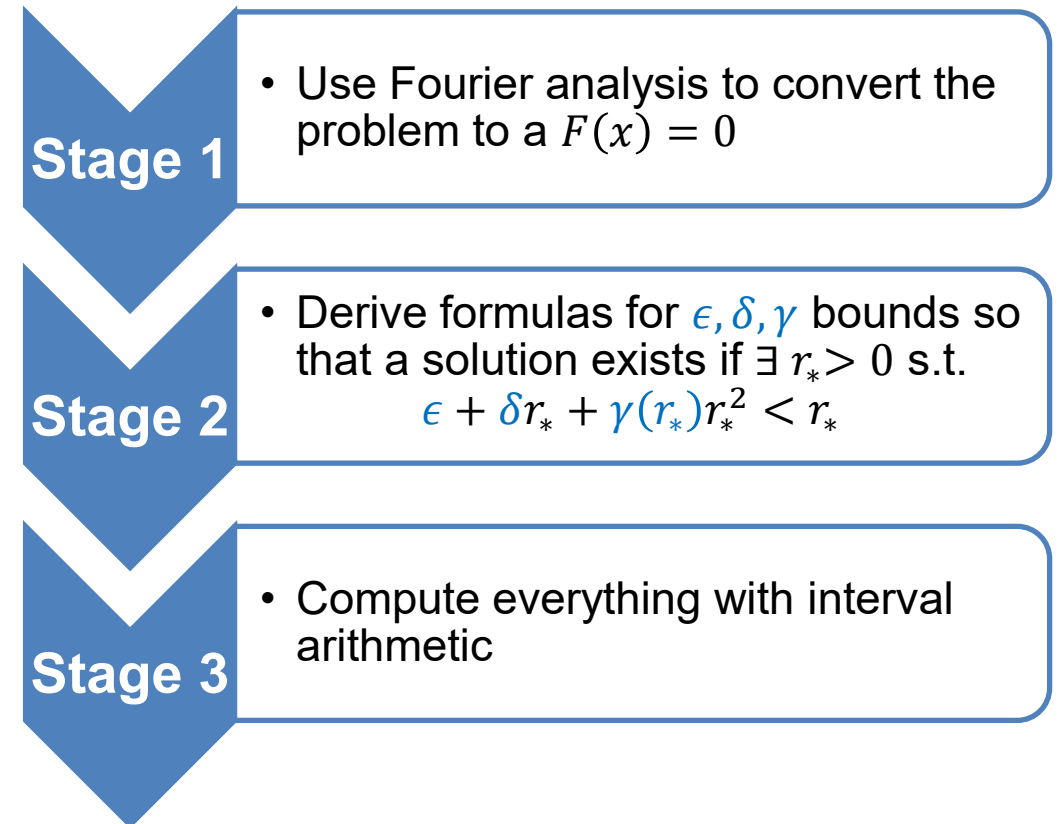 Stage 1
• Use Fourier analysis to convert the
problem to a 𝐹(𝑥) = 0
Stage 2
• Derive formulas for 𝜖, 𝛿, 𝛾 bounds so
that a solution exists if ∃ 𝑟∗> 0 s.t.
𝜖 + 𝛿𝑟∗ + 𝛾(𝑟∗)𝑟∗² < 𝑟∗
Stage 3
• Compute everything with interval
arithmetic